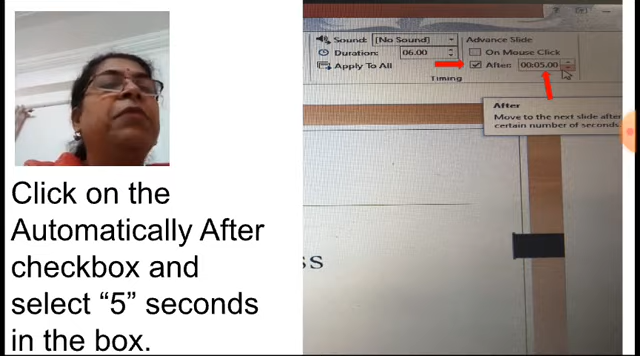 Sound: [No Sound]
Advance Slide
Duration: 06.00
On Mouse Click
Apply To All
After: 00:05.00
Timing
After
Move to the next slide after
certain number of seconds
ss
Click on the
Automatically After
checkbox and
select “5” seconds
in the box.